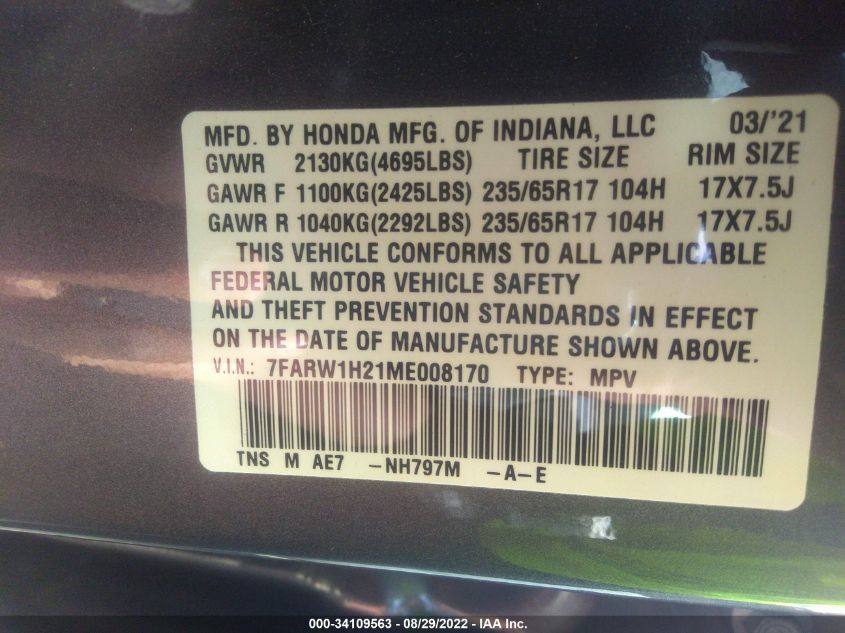 MFD. BY HONDA MFG. OF INDIANA, LLC 03/'21
GVWR 2130KG(4695LBS) TIRE SIZE RIM SIZE
GAWR F 1100KG(2425LBS) 235/65R17 104H 17X7.5J
GAWR R 1040KG(2292LBS) 235/65R17 104H 17X7.5J
THIS VEHICLE CONFORMS TO ALL APPLICABLE
FEDERAL MOTOR VEHICLE SAFETY
AND THEFT PREVENTION STANDARDS IN EFFECT
ON THE DATE OF MANUFACTURE SHOWN ABOVE.
V.I.N.: 7FARW1H21ME008170 TYPE: MPV
TNS M AE7 -NH797M -A-E
000-34109563 - 08/29/2022 - IAA Inc.